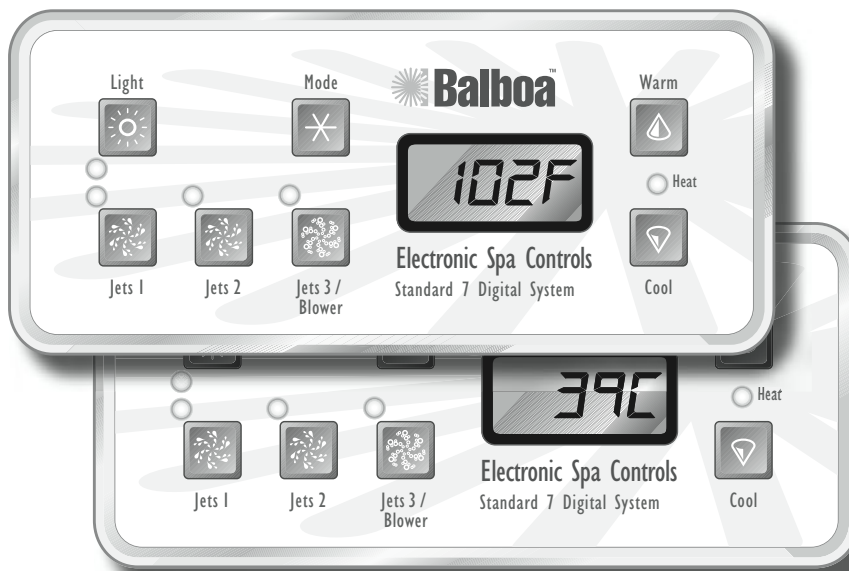 Light
Mode
Balboa™
Warm
102F
Heat
Jets 1
Jets 2
Jets 3 /
Blower
Electronic Spa Controls
Standard 7 Digital System
Cool
39C
Heat
Jets 1
Jets 2
Jets 3 /
Blower
Electronic Spa Controls
Standard 7 Digital System
Cool